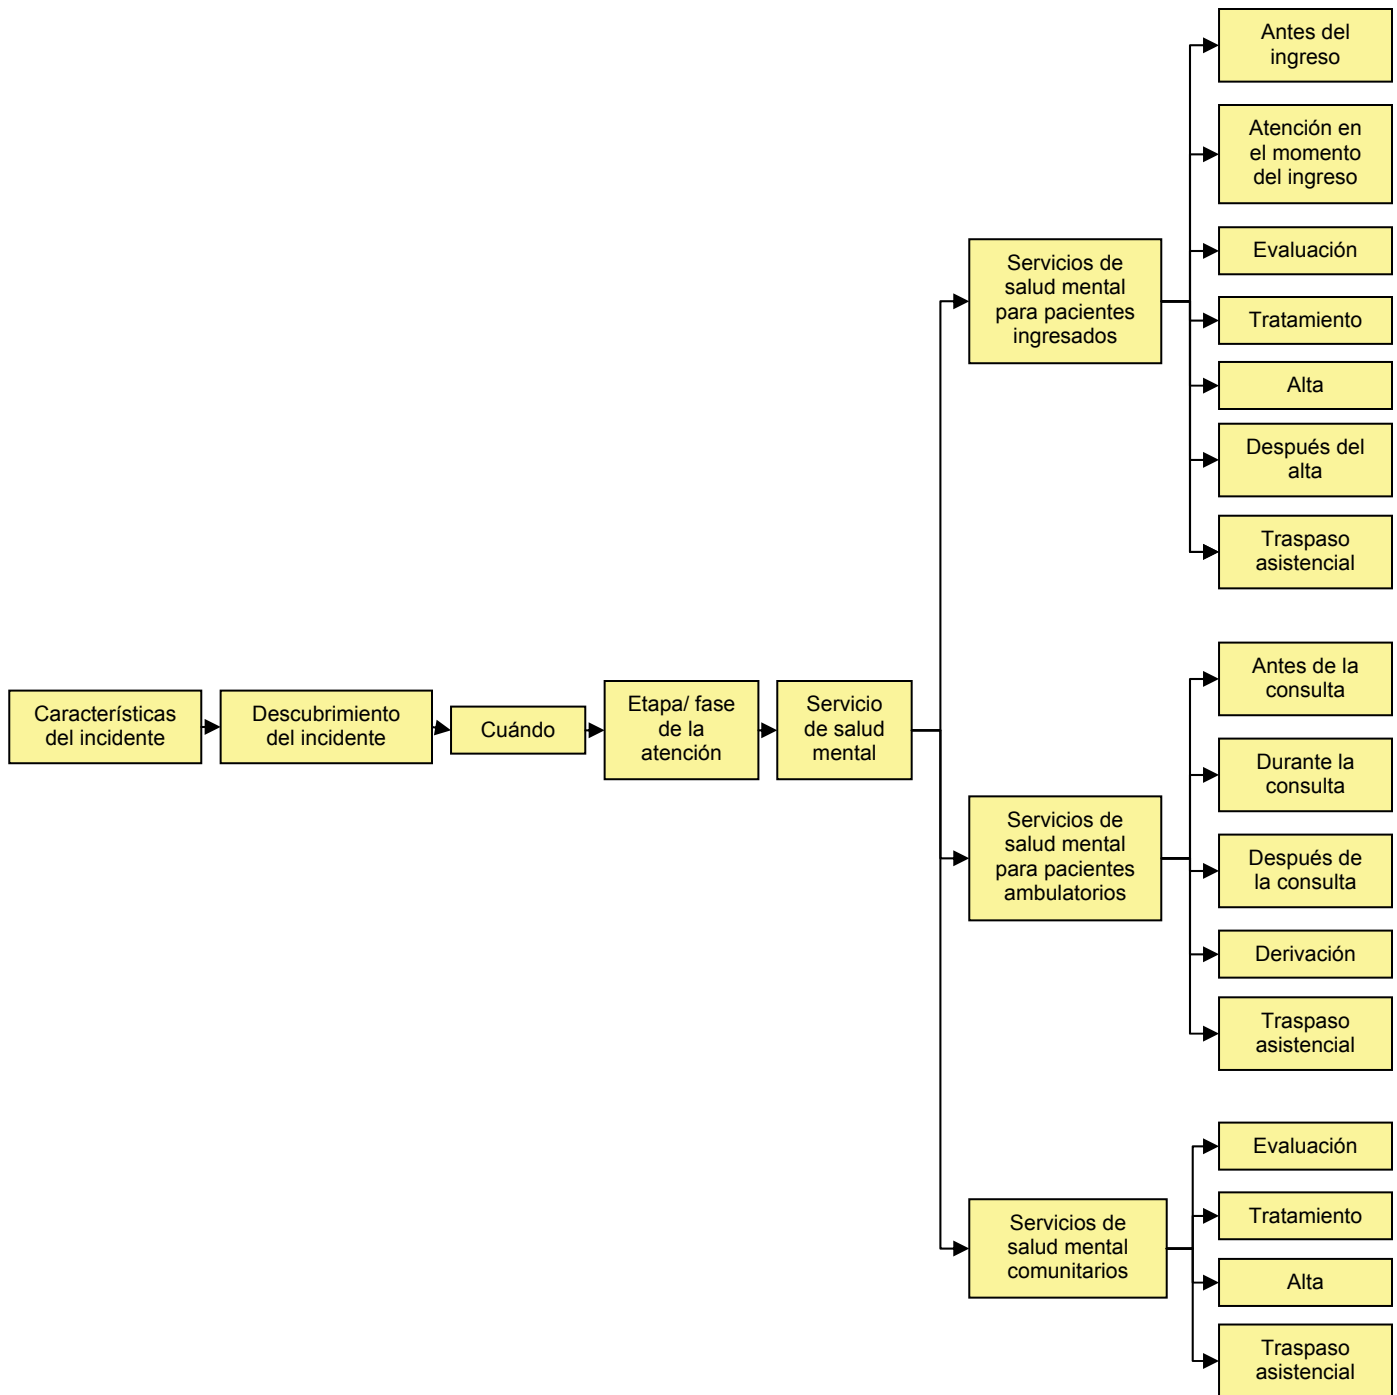 Características
del incidente
Descubrimiento
del incidente
Cuándo
Etapa/ fase
de la
atención
Servicio
de salud
mental
Servicios de
salud mental
para pacientes
ingresados
Antes del
ingreso
Atención en
el momento
del ingreso
Evaluación
Tratamiento
Alta
Después del
alta
Traspaso
asistencial
Servicios de
salud mental
para pacientes
ambulatorios
Antes de la
consulta
Durante la
consulta
Después de
la consulta
Derivación
Traspaso
asistencial
Servicios de
salud mental
comunitarios
Evaluación
Tratamiento
Alta
Traspaso
asistencial